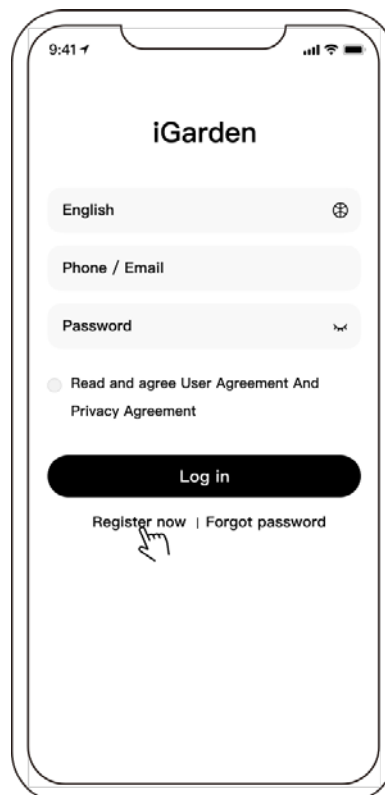 9:41
iGarden
English
Phone / Email
Password
Read and agree User Agreement And
Privacy Agreement
Log in
Register now | Forgot password